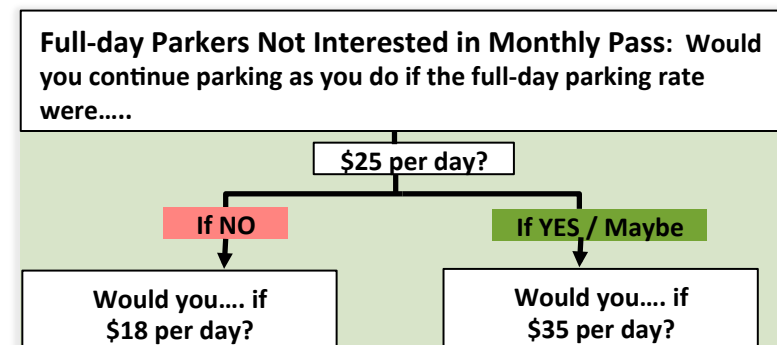 Full-day Parkers Not Interested in Monthly Pass: Would
you continue parking as you do if the full-day parking rate
were…..
$25 per day?
If NO
If YES / Maybe
Would you…. if
$18 per day?
Would you…. if
$35 per day?